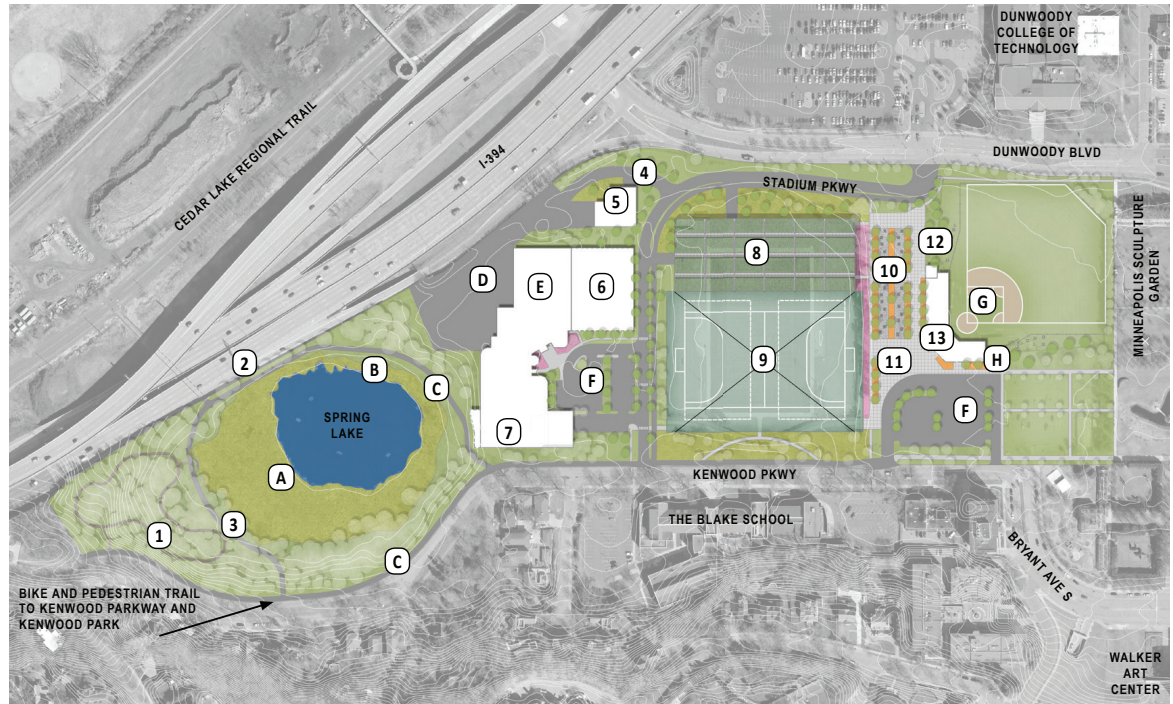 DUNWOODY
COLLEGE OF
TECHNOLOGY
CEDAR LAKE REGIONAL TRAIL
I-394
DUNWOODY BLVD
4
STADIUM PKWY
5
12
8
10
D
E
6
G
MINNEAPOLIS SCULPTURE
GARDEN
13
2
B
9
11
H
C
F
F
SPRING
LAKE
7
A
KENWOOD PKWY
3
1
THE BLAKE SCHOOL
C
BRYANT AVE S
BIKE AND PEDESTRIAN TRAIL
TO KENWOOD PARKWAY AND
KENWOOD PARK
WALKER
ART
CENTER